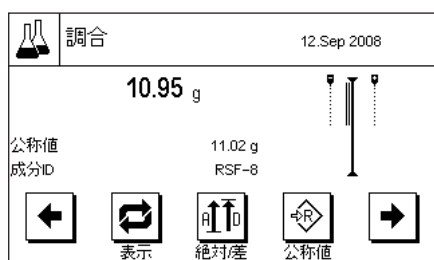 調合 12.Sep 2008
10.95 g
公称値 11.02 g
成分ID RSF-8
A D R
表示 絶対/差 公称値